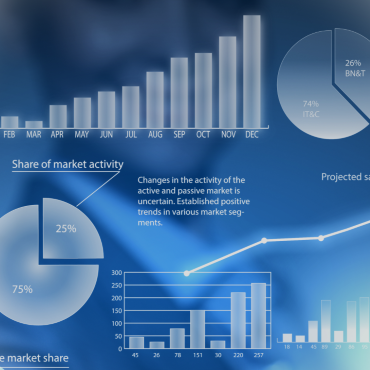 26%
BN&T
74%
IT&C
FEB MAR APR MAY JUN JUL AUG SEP OCT NOV DEC
Share of market activity
Changes in the activity of the
active and passive market is
uncertain. Established positive
trends in various market seg-
ments.
Projected sa
25%
75%
300
250
200
150
100
50
0
45 26 78 151 30 220 257
e market share